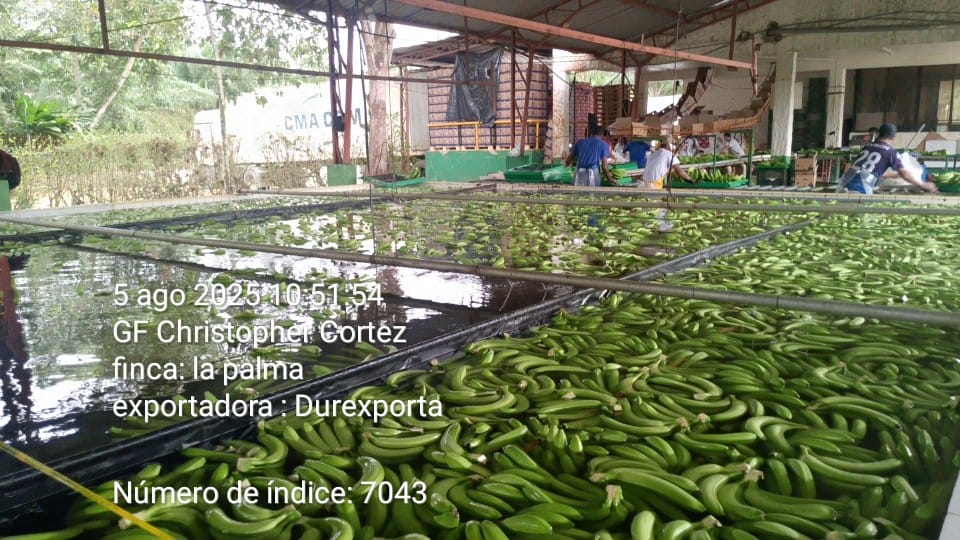 CMA CGM
28
5 ago 2025 10:51:54
GF Christopher Cortez
finca: la palma
exportadora : Durexporta
Número de índice: 7043